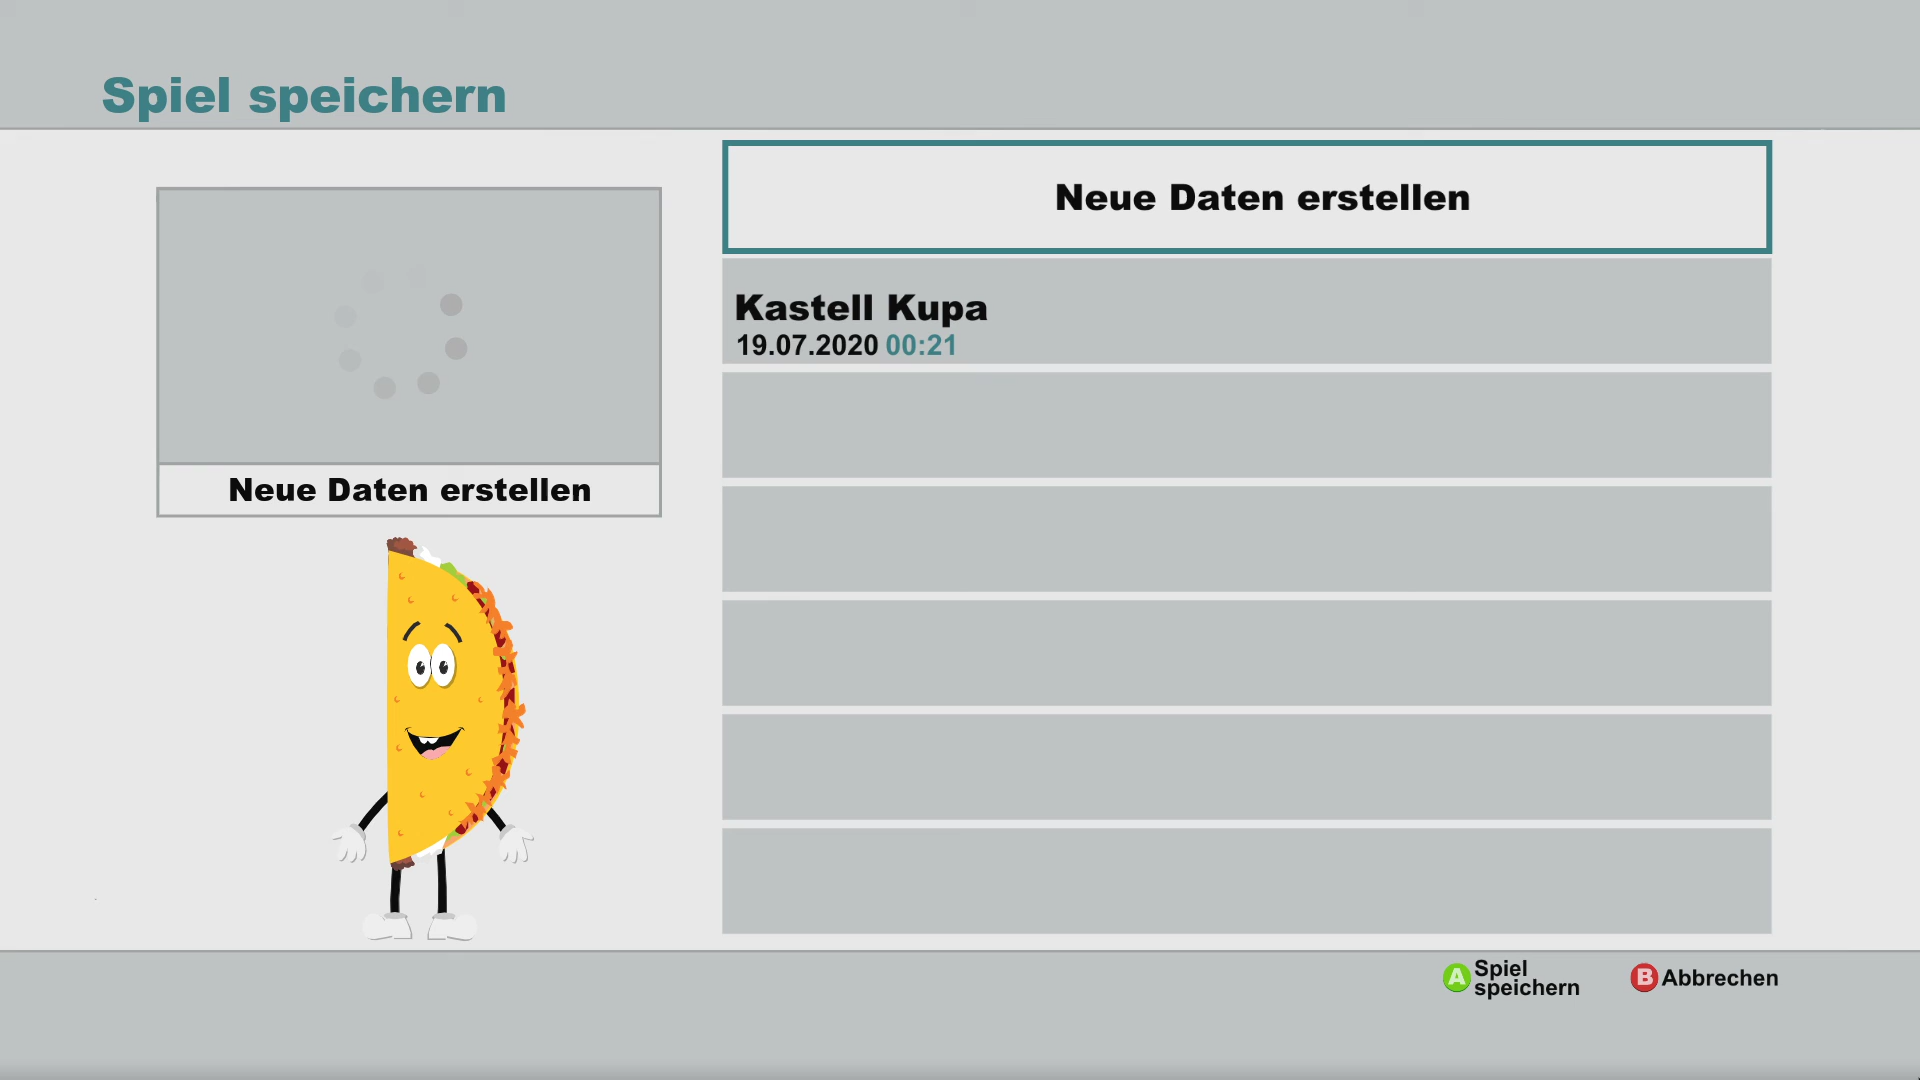 Spiel speichern
Neue Daten erstellen
Neue Daten erstellen
Kastell Kupa
19.07.2020 00:21
A Spiel
speichern
B Abbrechen